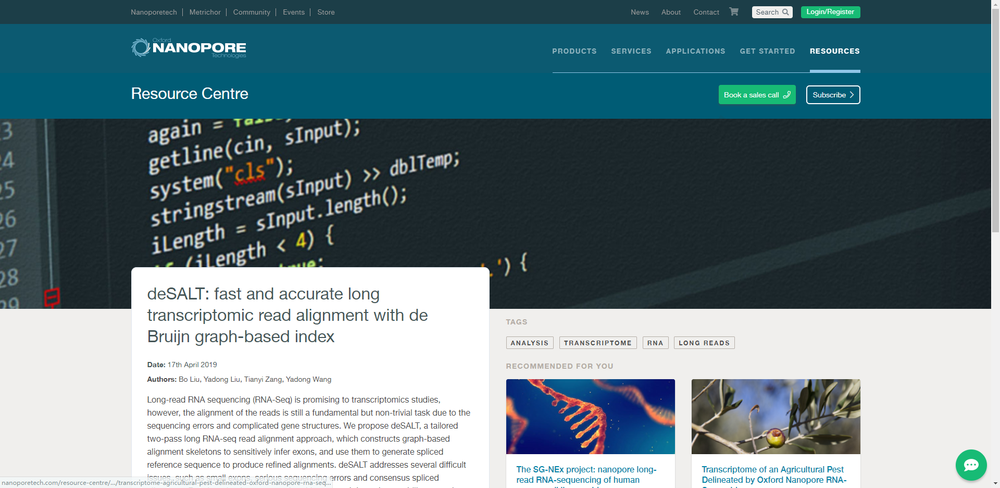 Nanoporetech
Metrichor
Community
Events
Store
News
About
Contact
Search
Login/Register
Oxford
NANOPORE
Technologies
PRODUCTS
SERVICES
APPLICATIONS
GET STARTED
RESOURCES
Resource Centre
Book a sales call
Subscribe
23
again = false;
24
getline(cin, sInput);
25
system("cls");
26
stringstream(sInput) >> dblTemp;
27
iLength = sInput.length();
28
if (iLength < 4) {
29
true;
'.') {
deSALT: fast and accurate long
transcriptomic read alignment with de
Bruijn graph-based index
Date: 17th April 2019
Authors: Bo Liu, Yadong Liu, Tianyi Zang, Yadong Wang
Long-read RNA sequencing (RNA-Seq) is promising to transcriptomics studies,
however, the alignment of the reads is still a fundamental but non-trivial task due to the
sequencing errors and complicated gene structures. We propose deSALT, a tailored
two-pass long RNA-seq read alignment approach, which constructs graph-based
alignment skeletons to sensitively infer exons, and use them to generate spliced
reference sequence to produce refined alignments. deSALT addresses several difficult
issues, such as small exons, serious sequencing errors and consensus spliced
TAGS
ANALYSIS
TRANSCRIPTOME
RNA
LONG READS
RECOMMENDED FOR YOU
The SG-NEx project: nanopore long-
read RNA-sequencing of human
Transcriptome of an Agricultural Pest
Delineated by Oxford Nanopore RNA-
nanoporetech.com/resource-centre/.../transcriptome-agricultural-pest-delineated-oxford-nanopore-rna-seq...